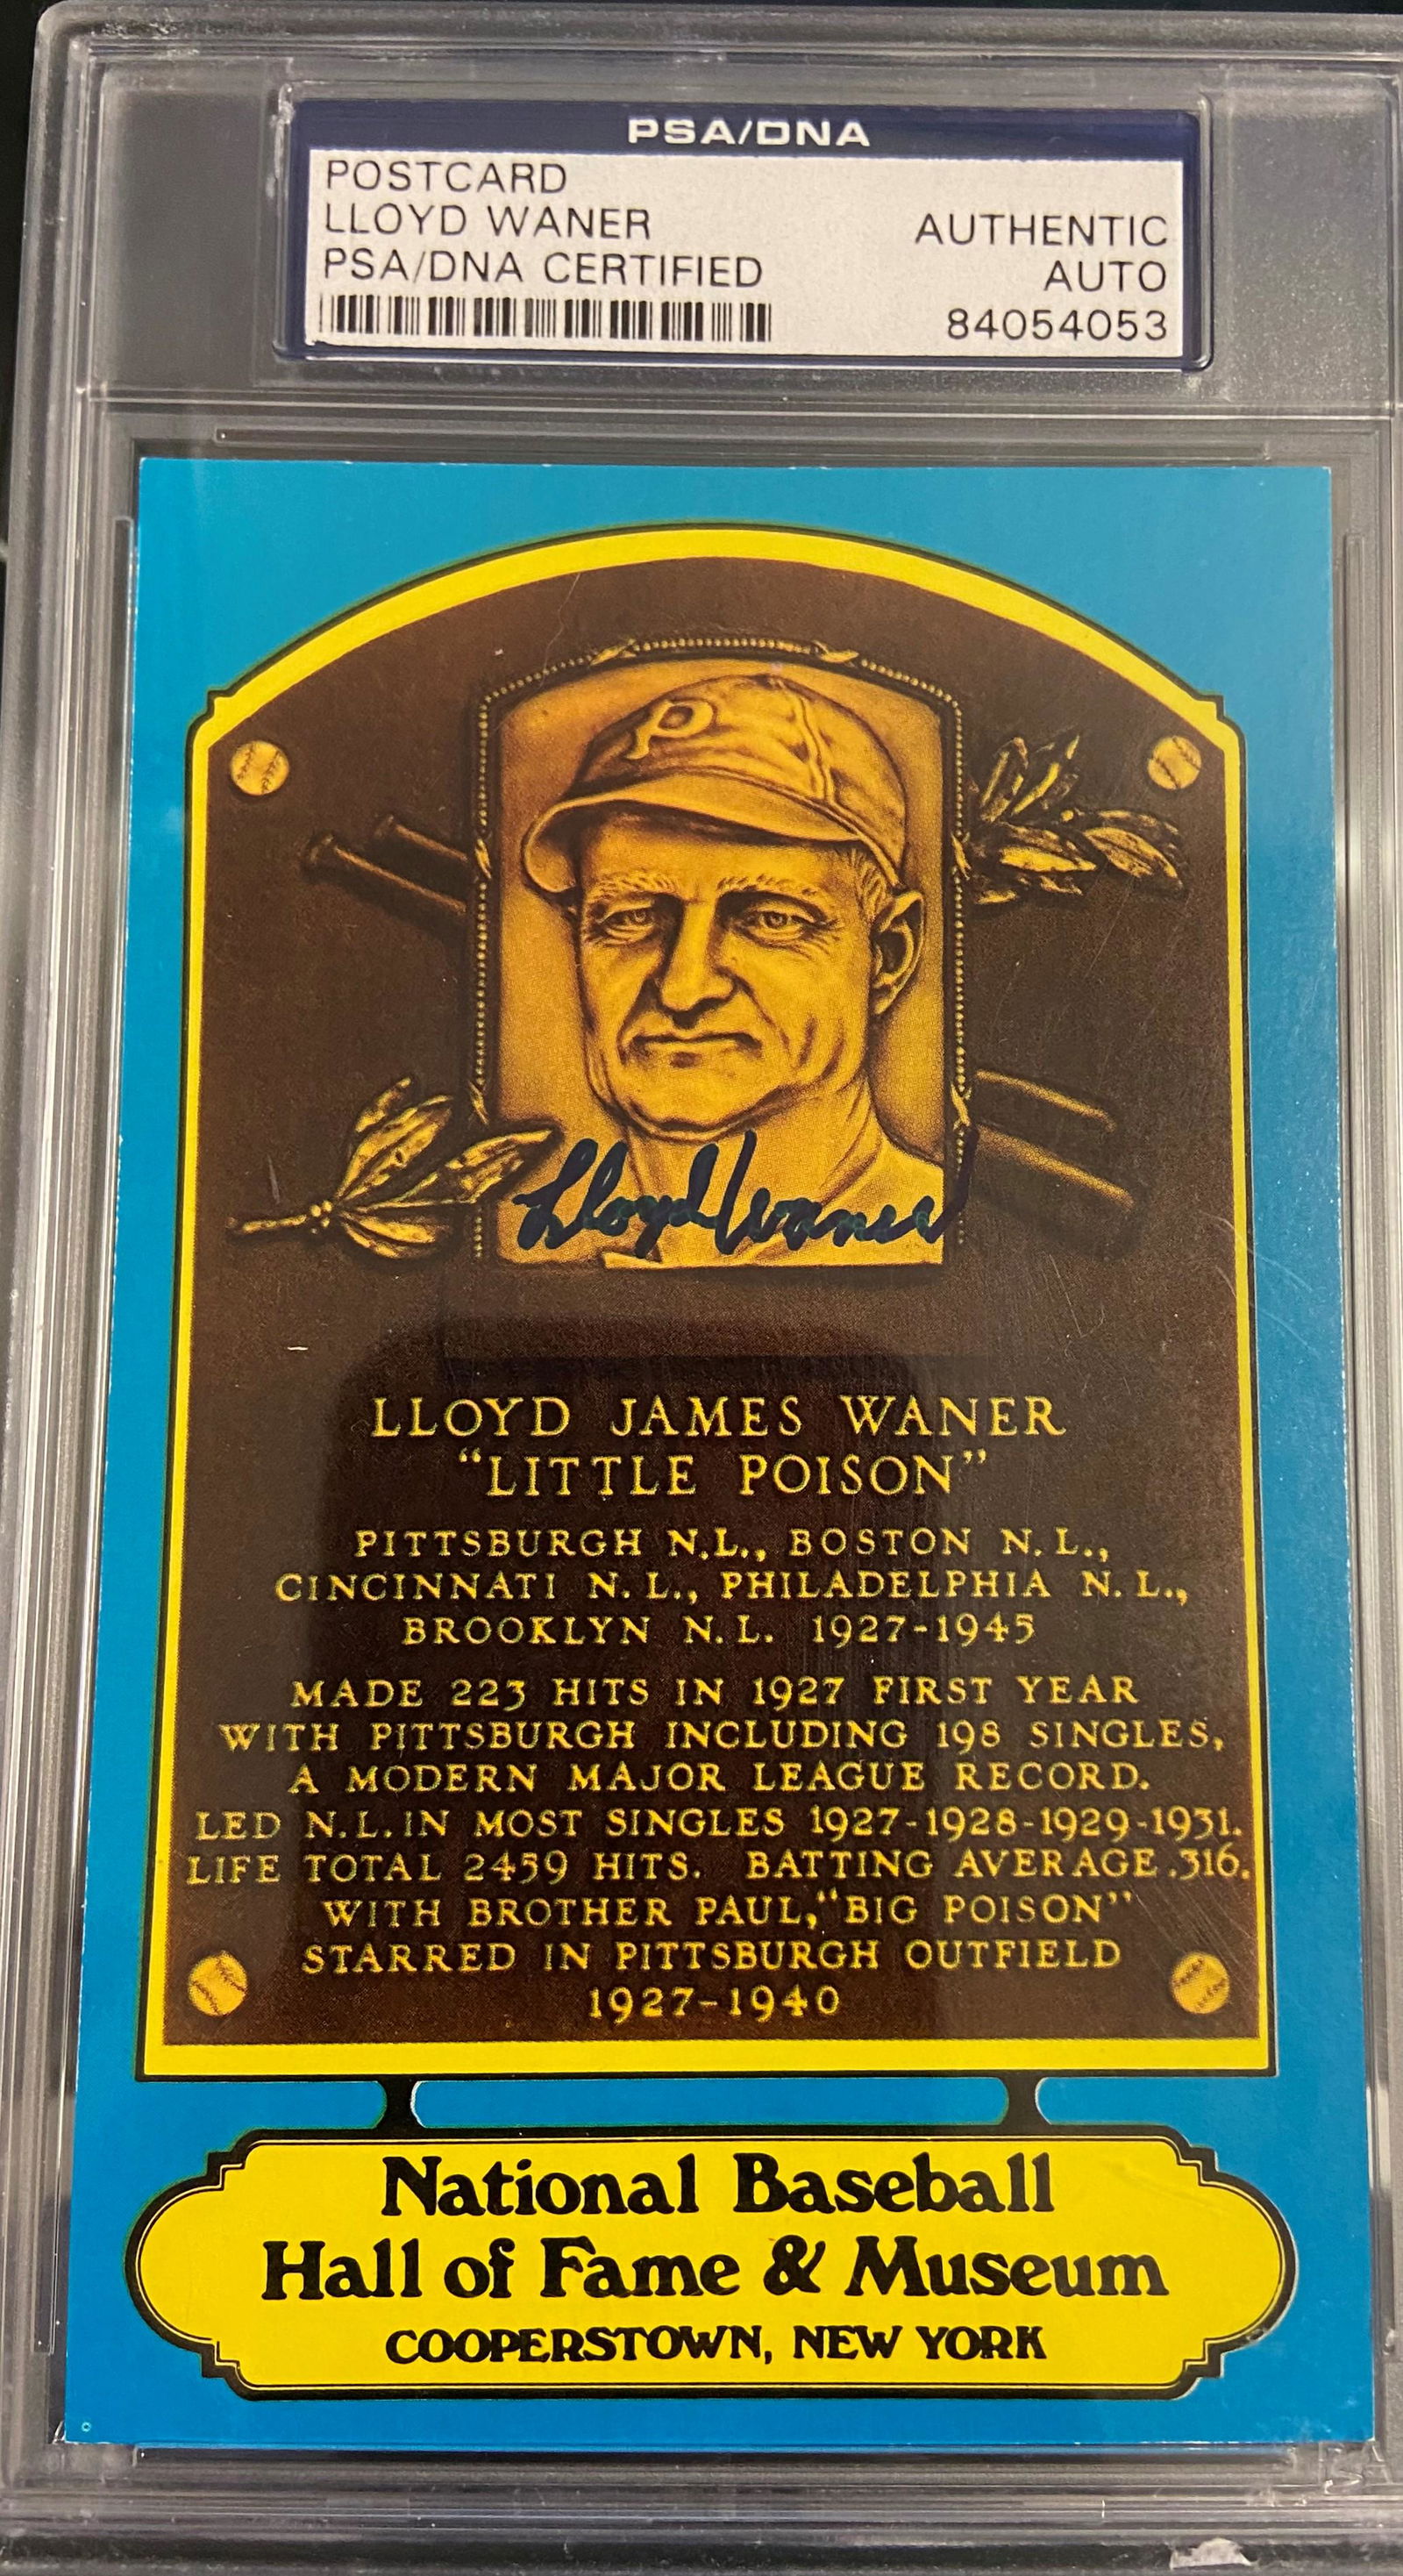 PSA/DNA
POSTCARD
LLOYD WANER
PSA/DNA CERTIFIED
AUTHENTIC
AUTO
84054053
P
Lloyd Waner
LLOYD JAMES WANER
“LITTLE POISON”
PITTSBURGH N.L., BOSTON N.L.,
CINCINNATI N.L., PHILADELPHIA N.L.,
BROOKLYN N.L. 1927-1945
MADE 223 HITS IN 1927 FIRST YEAR
WITH PITTSBURGH INCLUDING 198 SINGLES,
A MODERN MAJOR LEAGUE RECORD.
LED N.L. IN MOST SINGLES 1927-1928-1929-1931.
LIFE TOTAL 2459 HITS. BATTING AVERAGE .316.
WITH BROTHER PAUL, “BIG POISON”
STARRED IN PITTSBURGH OUTFIELD
1927-1940
National Baseball
Hall of Fame & Museum
COOPERSTOWN, NEW YORK